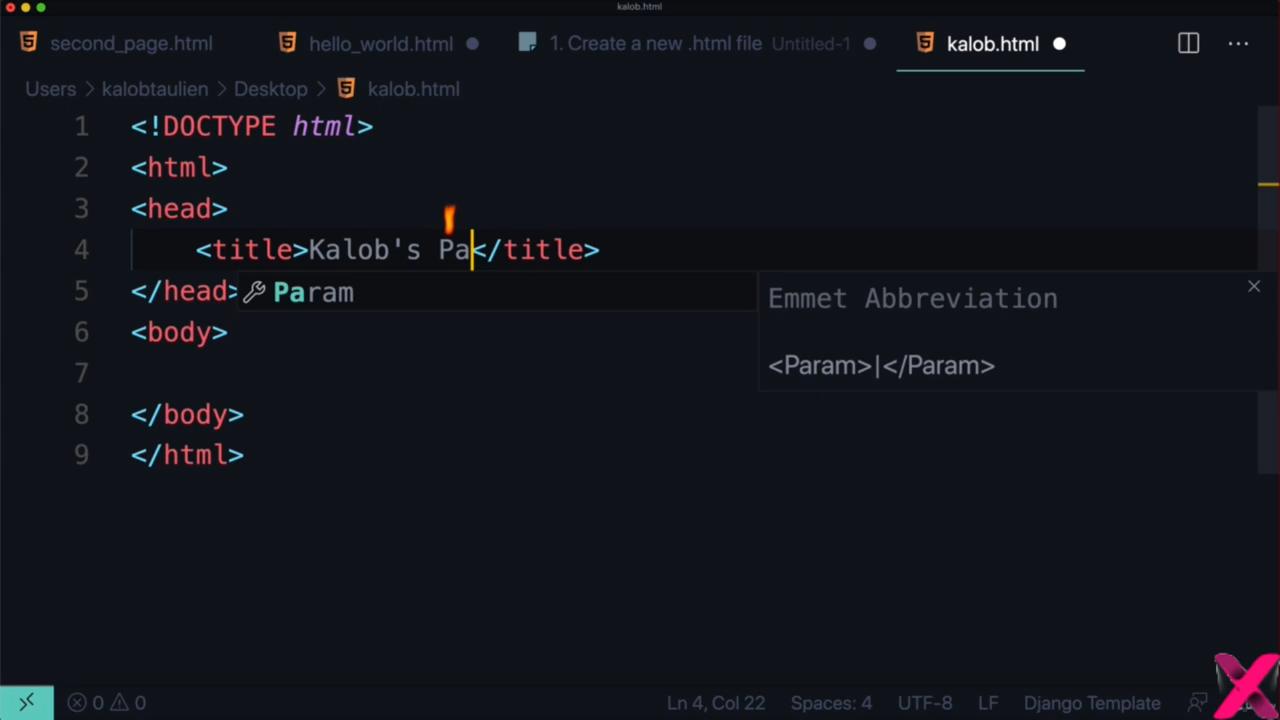 kalob.html
second_page.html hello_world.html 1. Create a new .html file Untitled-1 kalob.html
Users > kalobtaulien > Desktop > kalob.html
1 <!DOCTYPE html>
2 <html>
3 <head>
4 <title>Kalob's Pa</title>
5 </head>
Param
Emmet Abbreviation
<Param>|</Param>
6 <body>
7
8 </body>
9 </html>
0 0 Ln 4, Col 22 Spaces: 4 UTF-8 LF Django Template
X